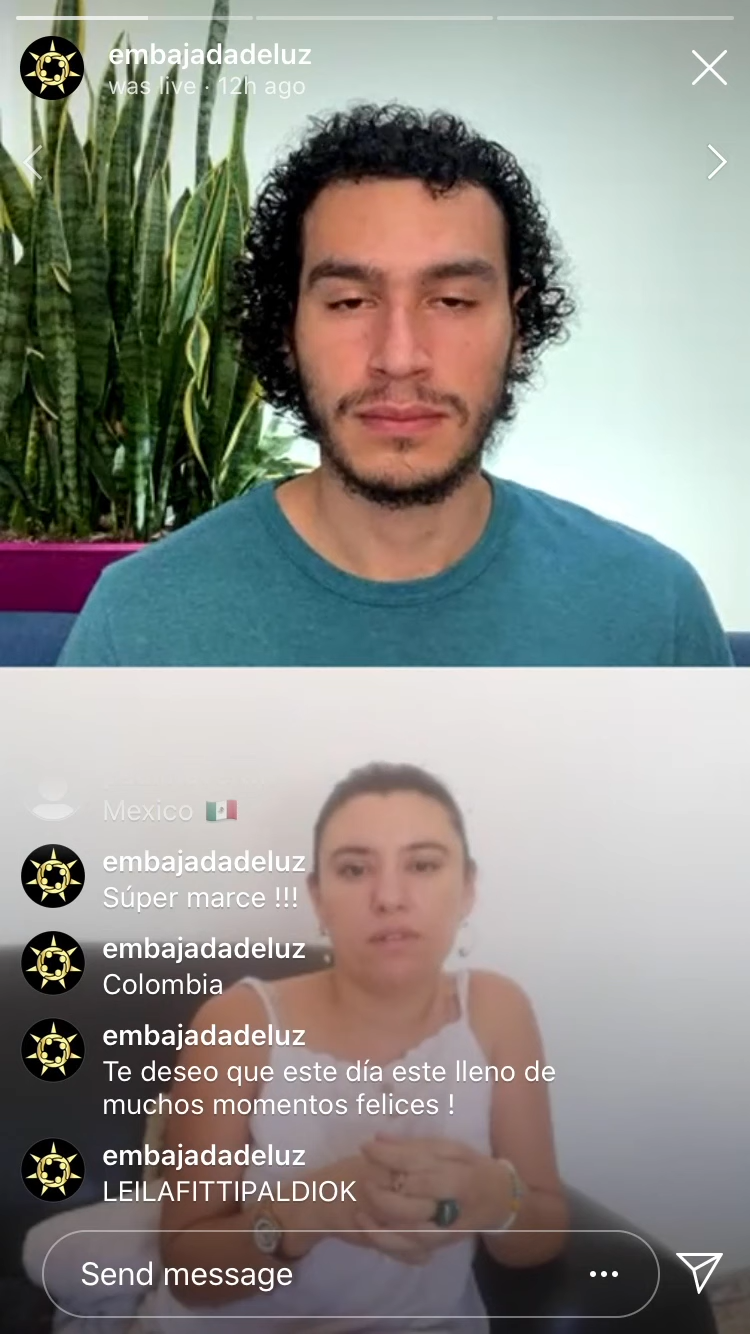 embajadadeluz
was live · 12h ago
Mexico 🇲🇽
embajadadeluz
Súper marce !!!
embajadadeluz
Colombia
embajadadeluz
Te deseo que este día este lleno de
muchos momentos felices !
embajadadeluz
LEILAFITTIPALDIOK
Send message